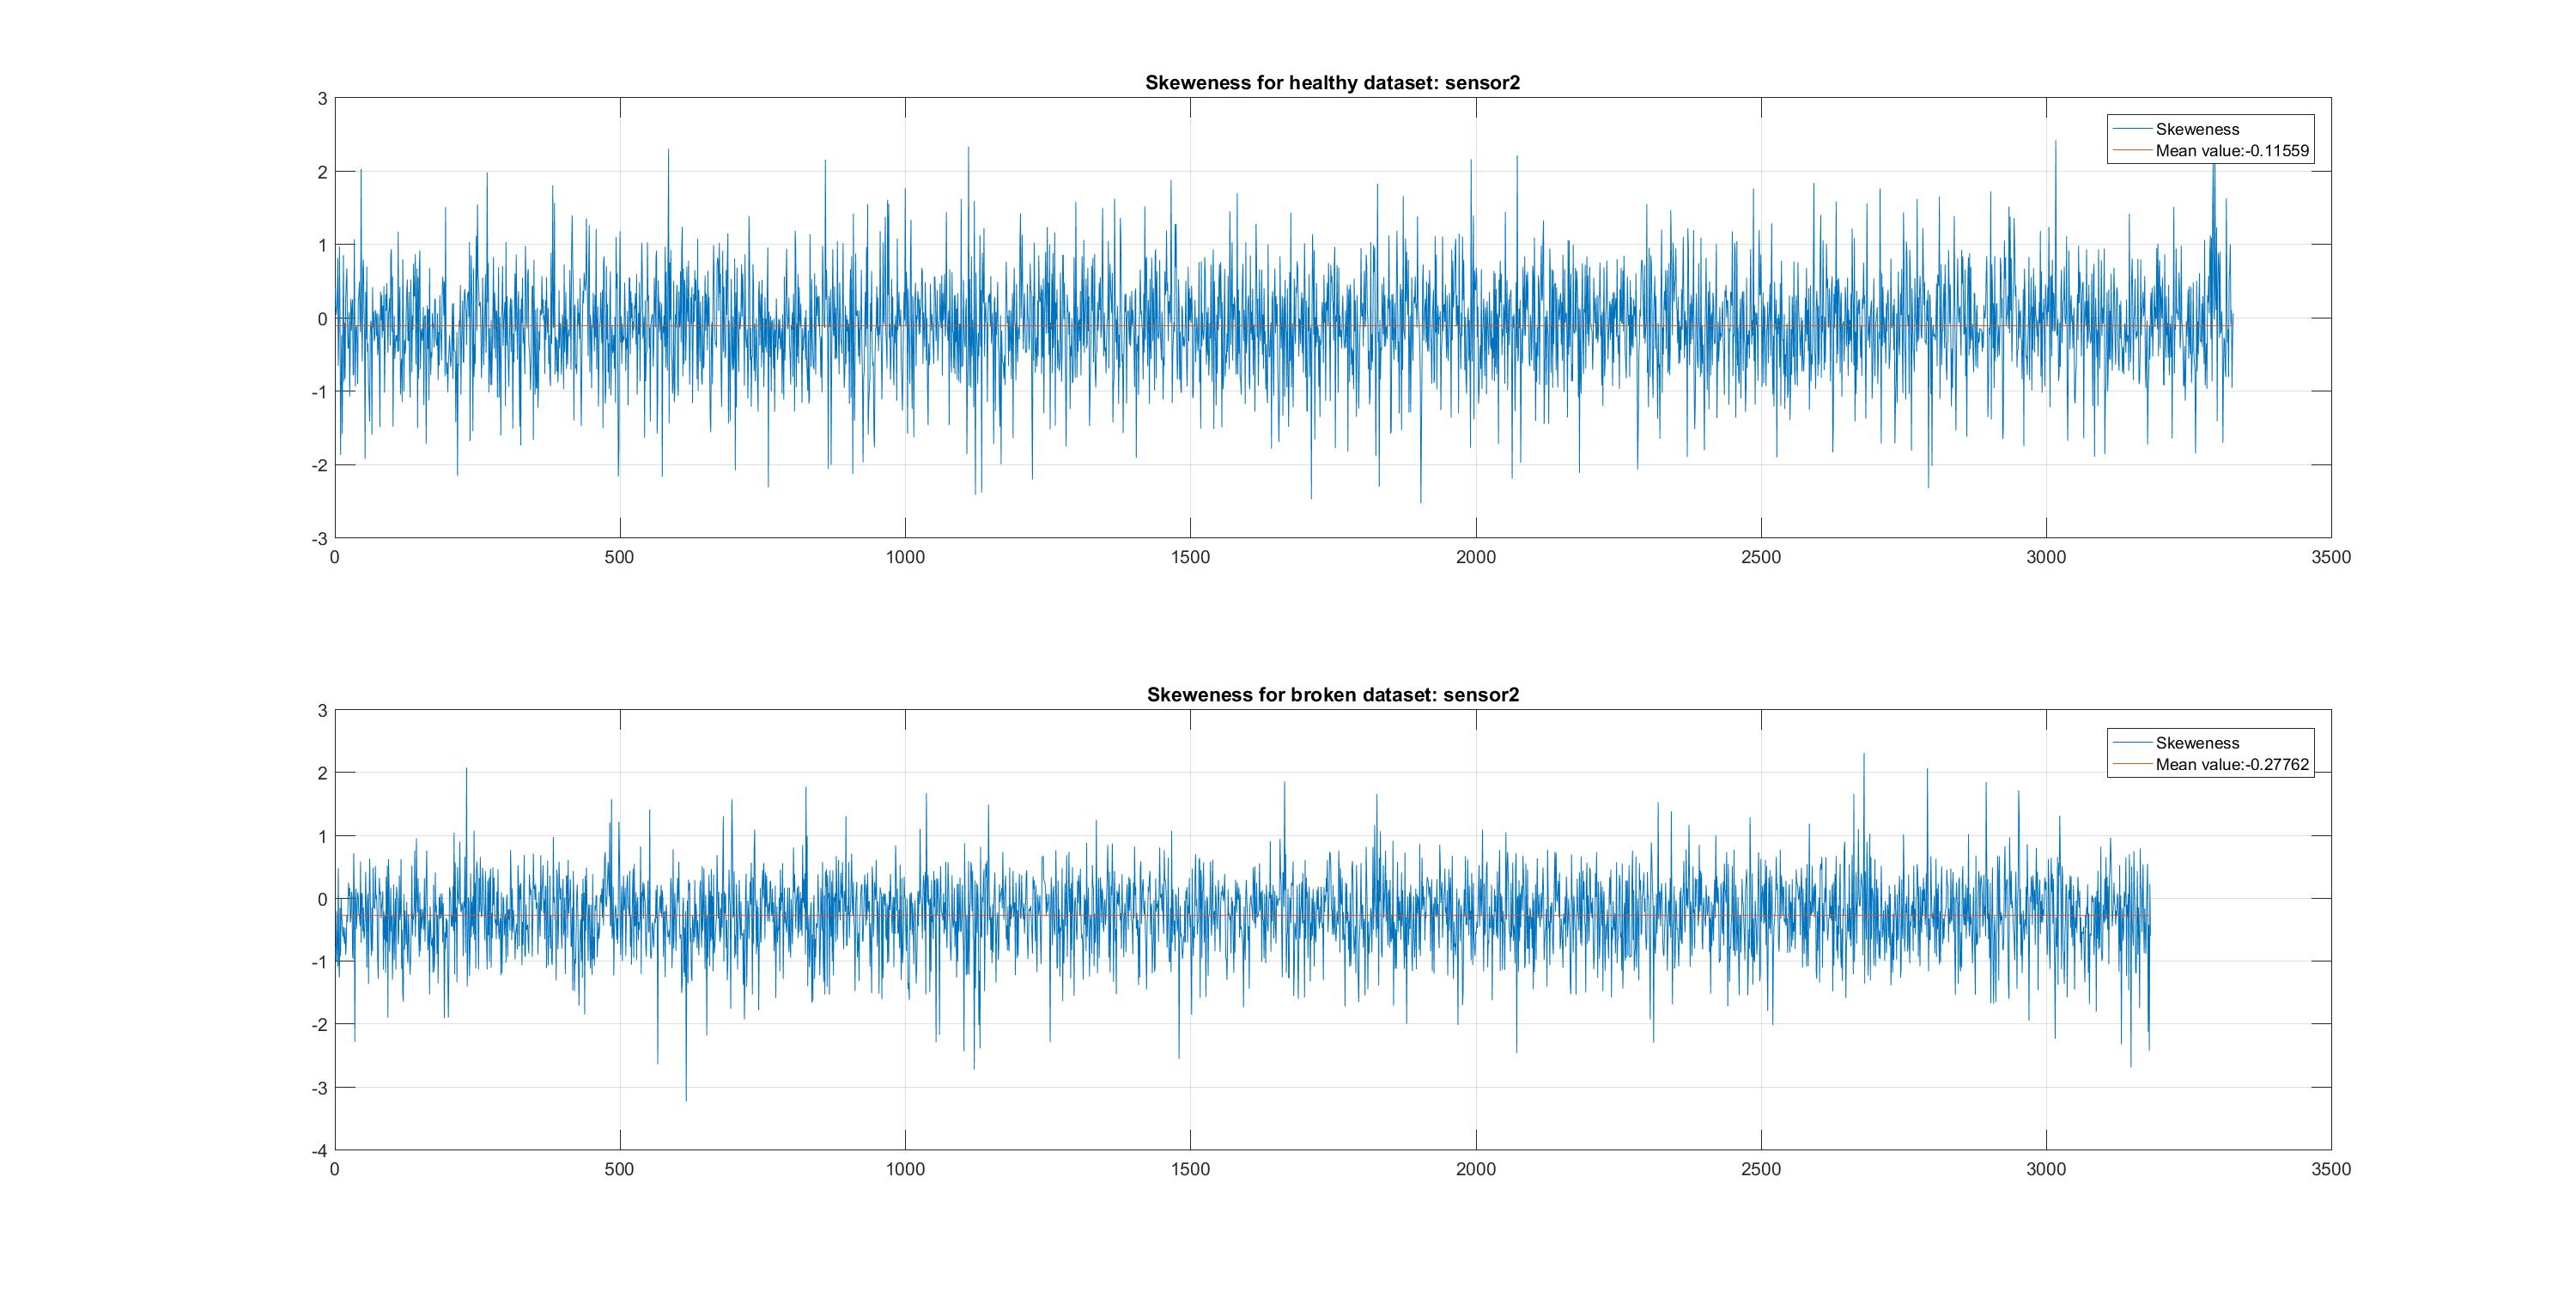 Skeweness for healthy dataset: sensor2
3
2
1
0
-1
-2
-3
Skeweness
Mean value:-0.11559
0 500 1000 1500 2000 2500 3000 3500
Skeweness for broken dataset: sensor2
3
2
1
0
-1
-2
-3
-4
Skeweness
Mean value:-0.27762
0 500 1000 1500 2000 2500 3000 3500